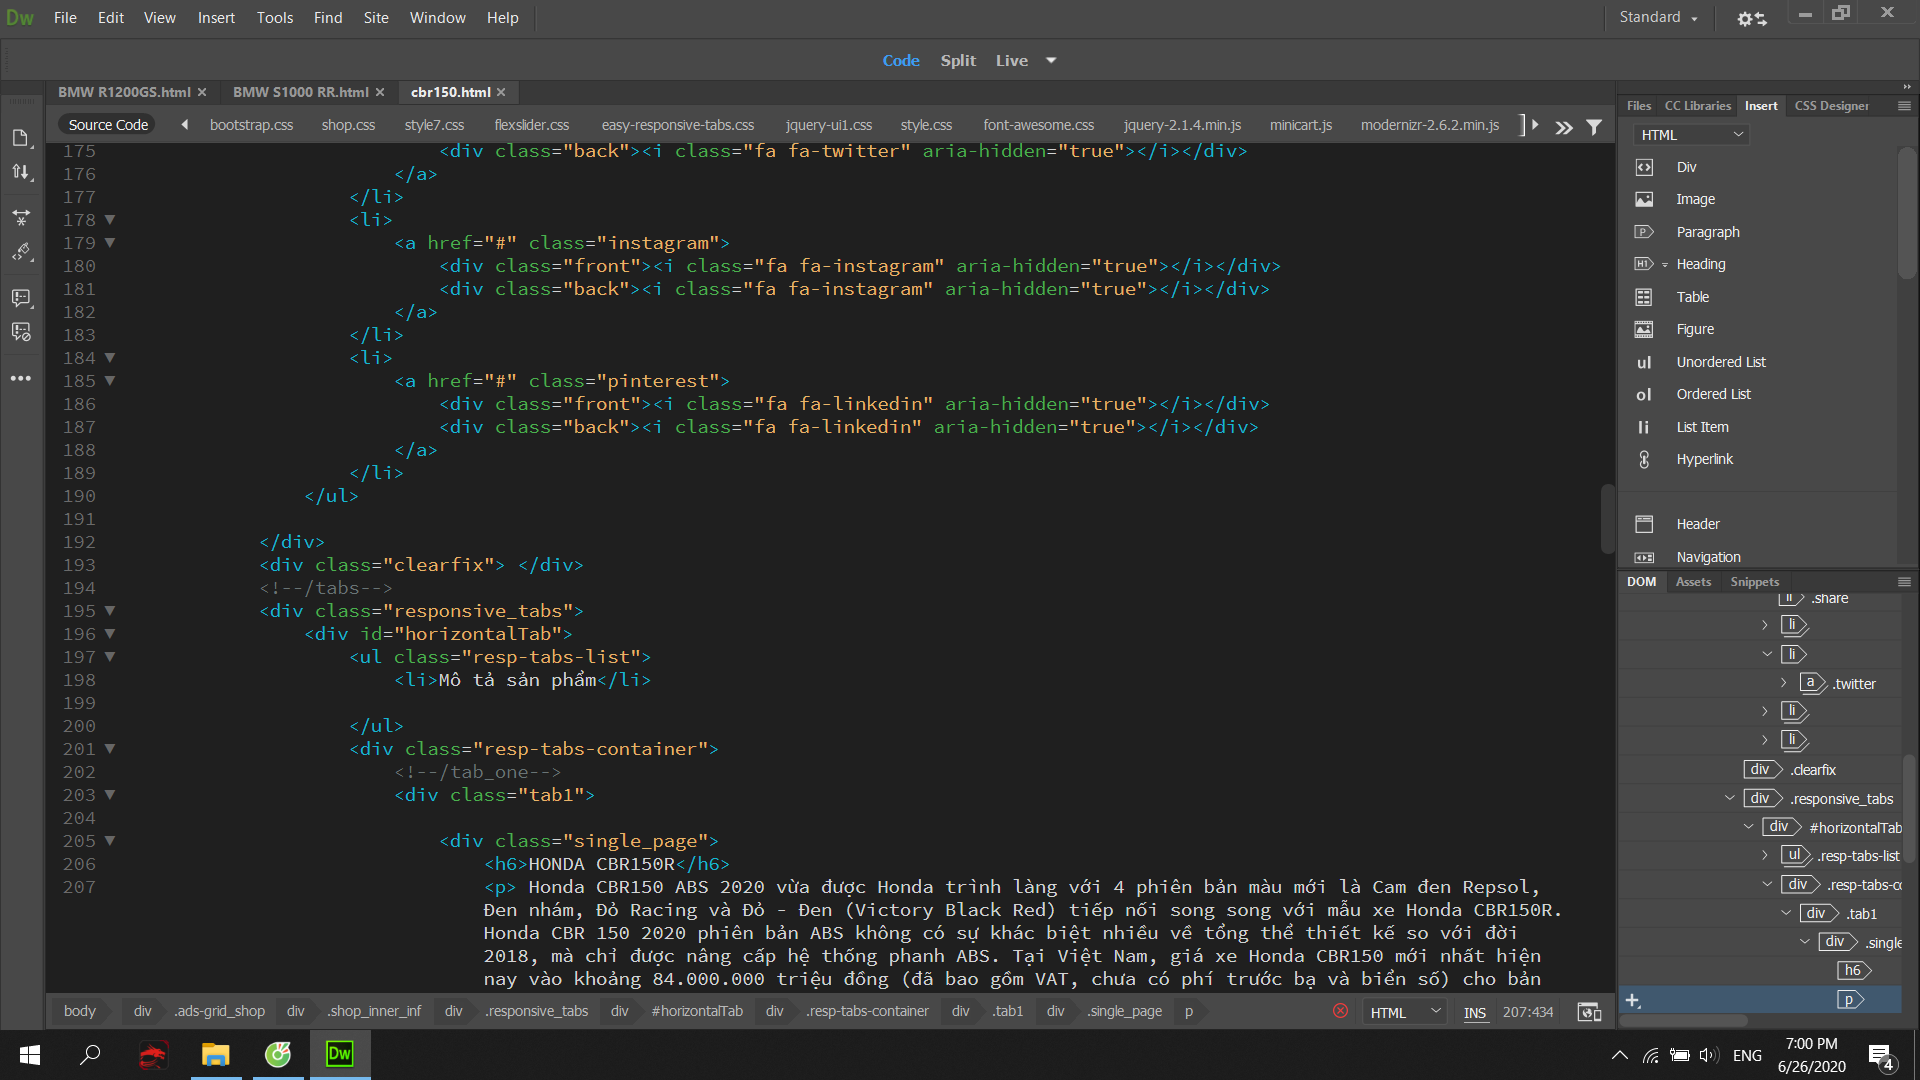 Dw File Edit View Insert Tools Find Site Window Help Standard
Code Split Live
BMW R1200GS.html BMW S1000 RR.html cbr150.html
Source Code bootstrap.css shop.css style7.css flexslider.css easy-responsive-tabs.css jquery-ui1.css style.css font-awesome.css jquery-2.1.4.min.js minicart.js modernizr-2.6.2.min.js
175 <div class="back"><i class="fa fa-twitter" aria-hidden="true"></i></div>
176 </a>
177 </li>
178 <li>
179 <a href="#" class="instagram">
180 <div class="front"><i class="fa fa-instagram" aria-hidden="true"></i></div>
181 <div class="back"><i class="fa fa-instagram" aria-hidden="true"></i></div>
182 </a>
183 </li>
184 <li>
185 <a href="#" class="pinterest">
186 <div class="front"><i class="fa fa-linkedin" aria-hidden="true"></i></div>
187 <div class="back"><i class="fa fa-linkedin" aria-hidden="true"></i></div>
188 </a>
189 </li>
190 </ul>
191
192 </div>
193 <div class="clearfix"> </div>
194 <!--/tabs-->
195 <div class="responsive_tabs">
196 <div id="horizontalTab">
197 <ul class="resp-tabs-list">
198 <li>Mô tả sản phẩm</li>
199
200 </ul>
201 <div class="resp-tabs-container">
202 <!--/tab_one-->
203 <div class="tab1">
204
205 <div class="single_page">
206 <h6>HONDA CBR150R</h6>
207 <p> Honda CBR150 ABS 2020 vừa được Honda trình làng với 4 phiên bản màu mới là Cam đen Repsol,
Đen nhám, Đỏ Racing và Đỏ - Đen (Victory Black Red) tiếp nối song song với mẫu xe Honda CBR150R.
Honda CBR 150 2020 phiên bản ABS không có sự khác biệt nhiều về tổng thể thiết kế so với đời
2018, mà chỉ được nâng cấp hệ thống phanh ABS. Tại Việt Nam, giá xe Honda CBR150 mới nhất hiện
nay vào khoảng 84.000.000 triệu đồng (đã bao gồm VAT, chưa có phí trước bạ và biển số) cho bản
body div .ads-grid_shop div .shop_inner_inf div .responsive_tabs div #horizontalTab div .resp-tabs-container div .tab1 div .single_page p HTML INS 207:434
Files CC Libraries Insert CSS Designer
HTML
Div
Image
P Paragraph
H1 Heading
Table
Figure
ul Unordered List
ol Ordered List
li List Item
Hyperlink
Header
Navigation
DOM Assets Snippets
li .share
li
li
a .twitter
li
li
div .clearfix
div .responsive_tabs
div #horizontalTab
ul .resp-tabs-list
div .resp-tabs-co
div .tab1
div .single
h6
p
Dw ENG 7:00 PM
6/26/2020 4